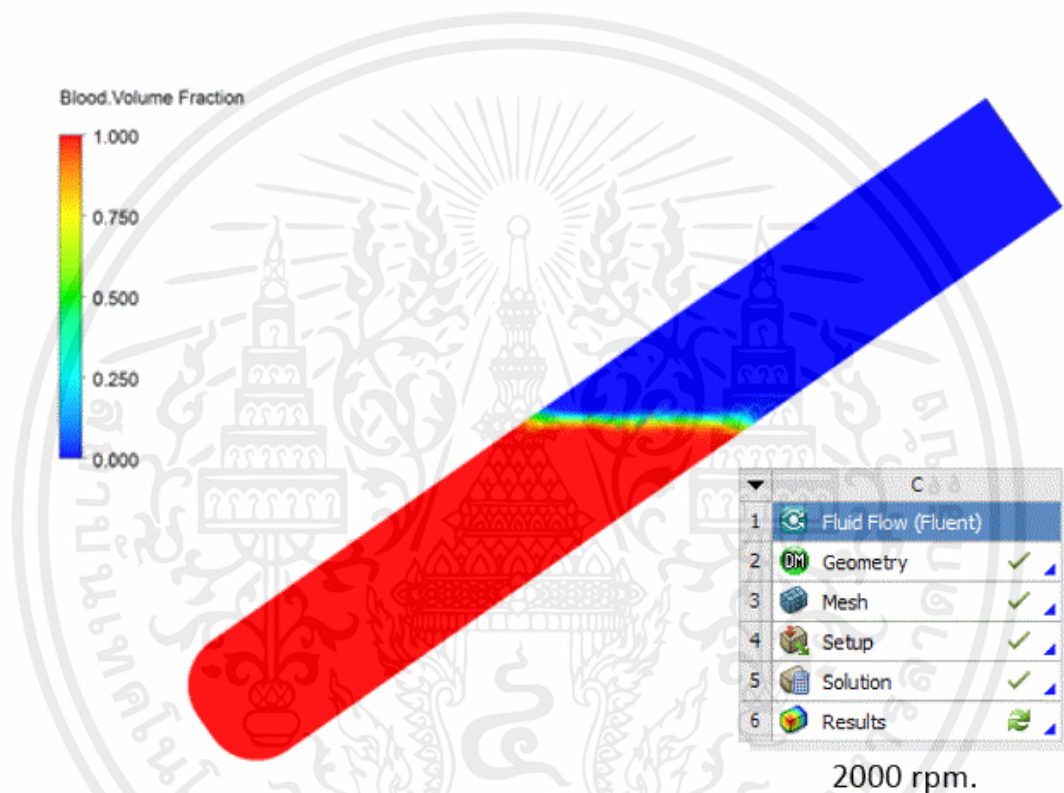 Blood.Volume Fraction
1.000
0.750
0.500
0.250
0.000
C
1 Fluid Flow (Fluent)
2 DM Geometry
3 Mesh
4 Setup
5 Solution
6 Results
2000 rpm.